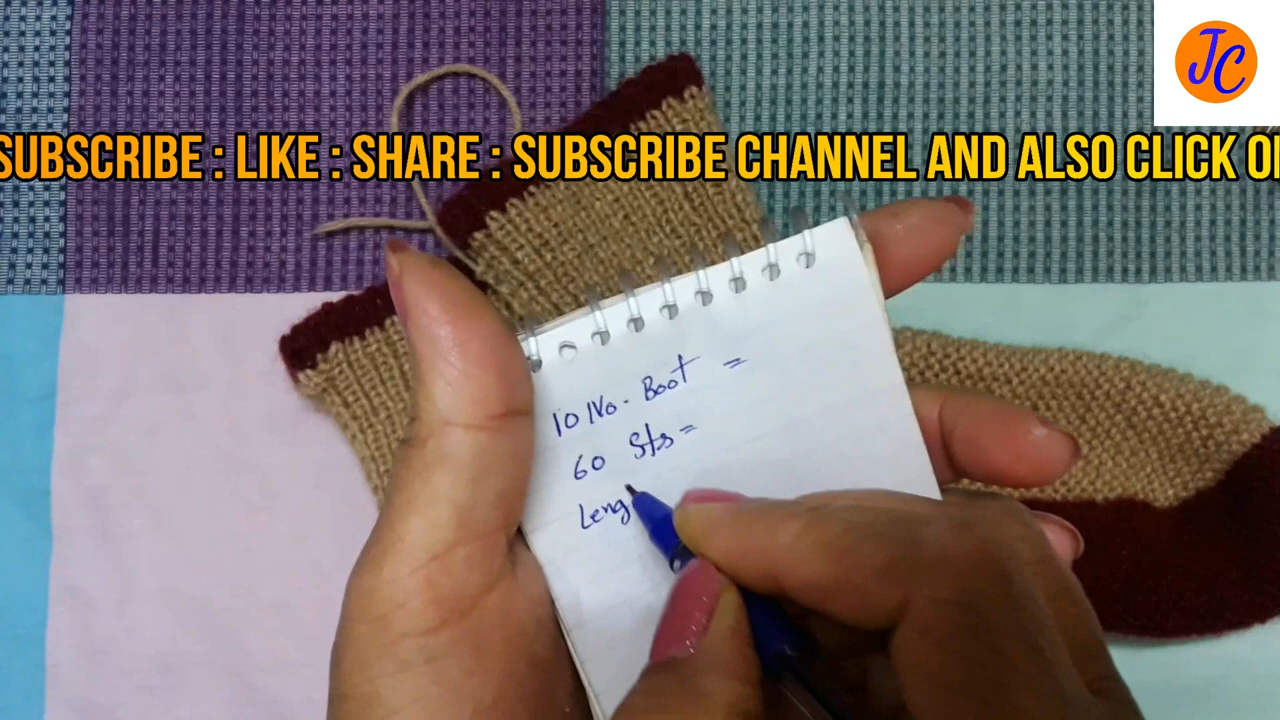 JC
SUBSCRIBE : LIKE : SHARE : SUBSCRIBE CHANNEL AND ALSO CLICK
10 No. Boot =
60 Sts =
Leng